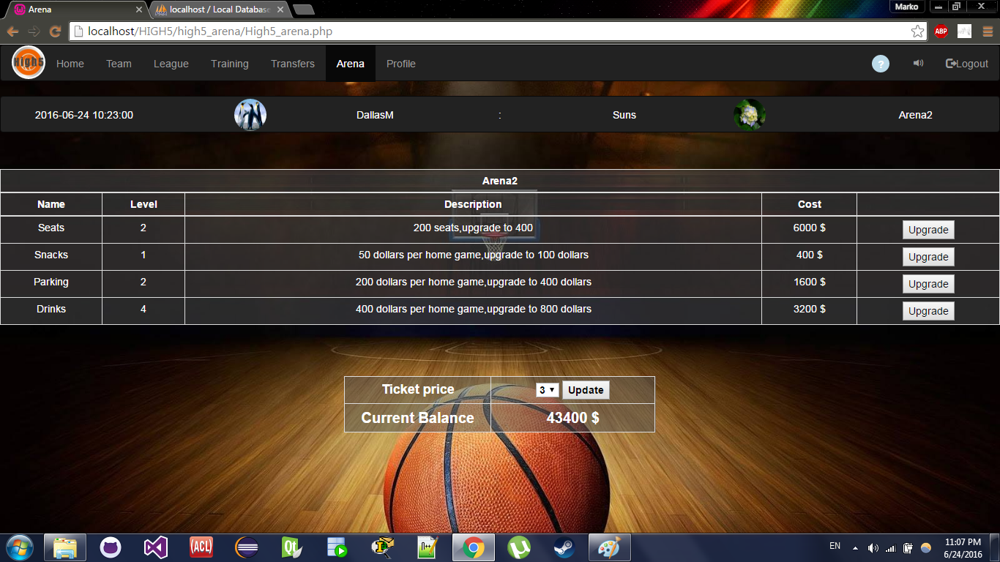 Arena
localhost / Local Databas
Marko
localhost/HIGH5/high5_arena/High5_arena.php
ABP
High5 Home Team League Training Transfers Arena Profile ? Logout
2016-06-24 10:23:00 DallasM : Suns Arena2
Arena2
Name Level Description Cost
Seats 2 200 seats,upgrade to 400 6000 $ Upgrade
Snacks 1 50 dollars per home game,upgrade to 100 dollars 400 $ Upgrade
Parking 2 200 dollars per home game,upgrade to 400 dollars 1600 $ Upgrade
Drinks 4 400 dollars per home game,upgrade to 800 dollars 3200 $ Upgrade
Ticket price 3 Update
Current Balance 43400 $
{ACL}
Qt
EN
11:07 PM
6/24/2016